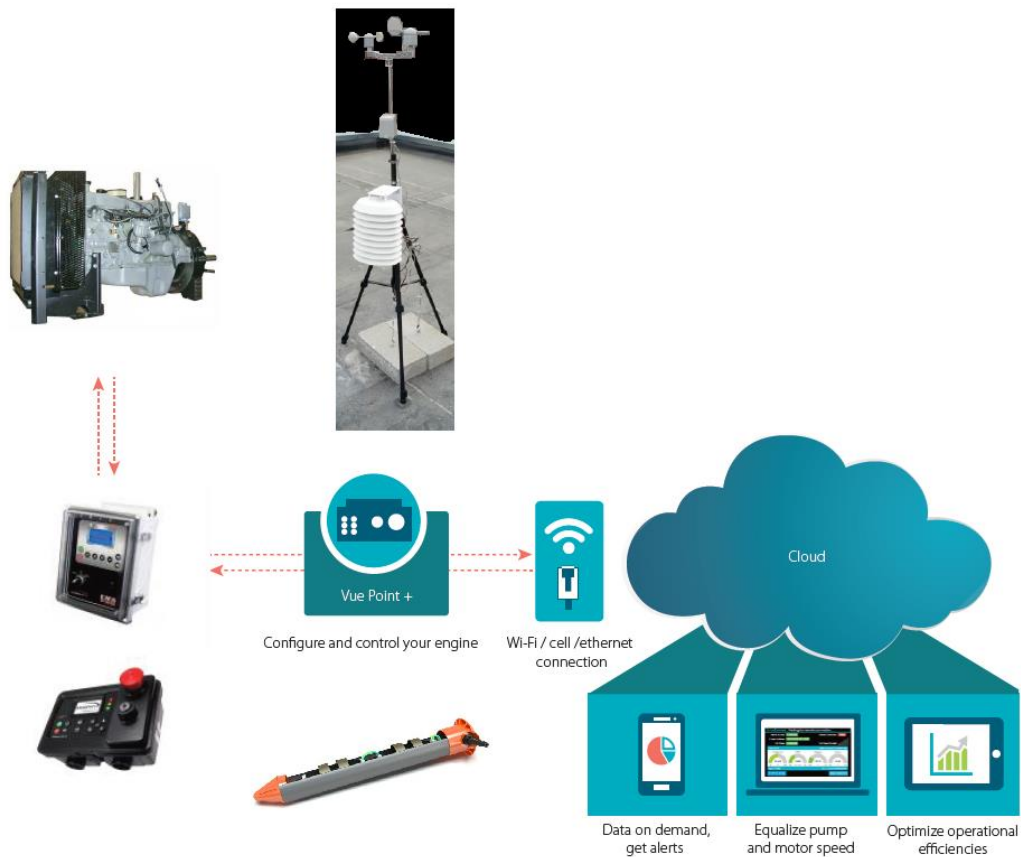 Cloud
Vue Point +
Configure and control your engine
Wi-Fi / cell /ethernet
connection
Data on demand,
get alerts
Equalize pump
and motor speed
Optimize operational
efficiencies